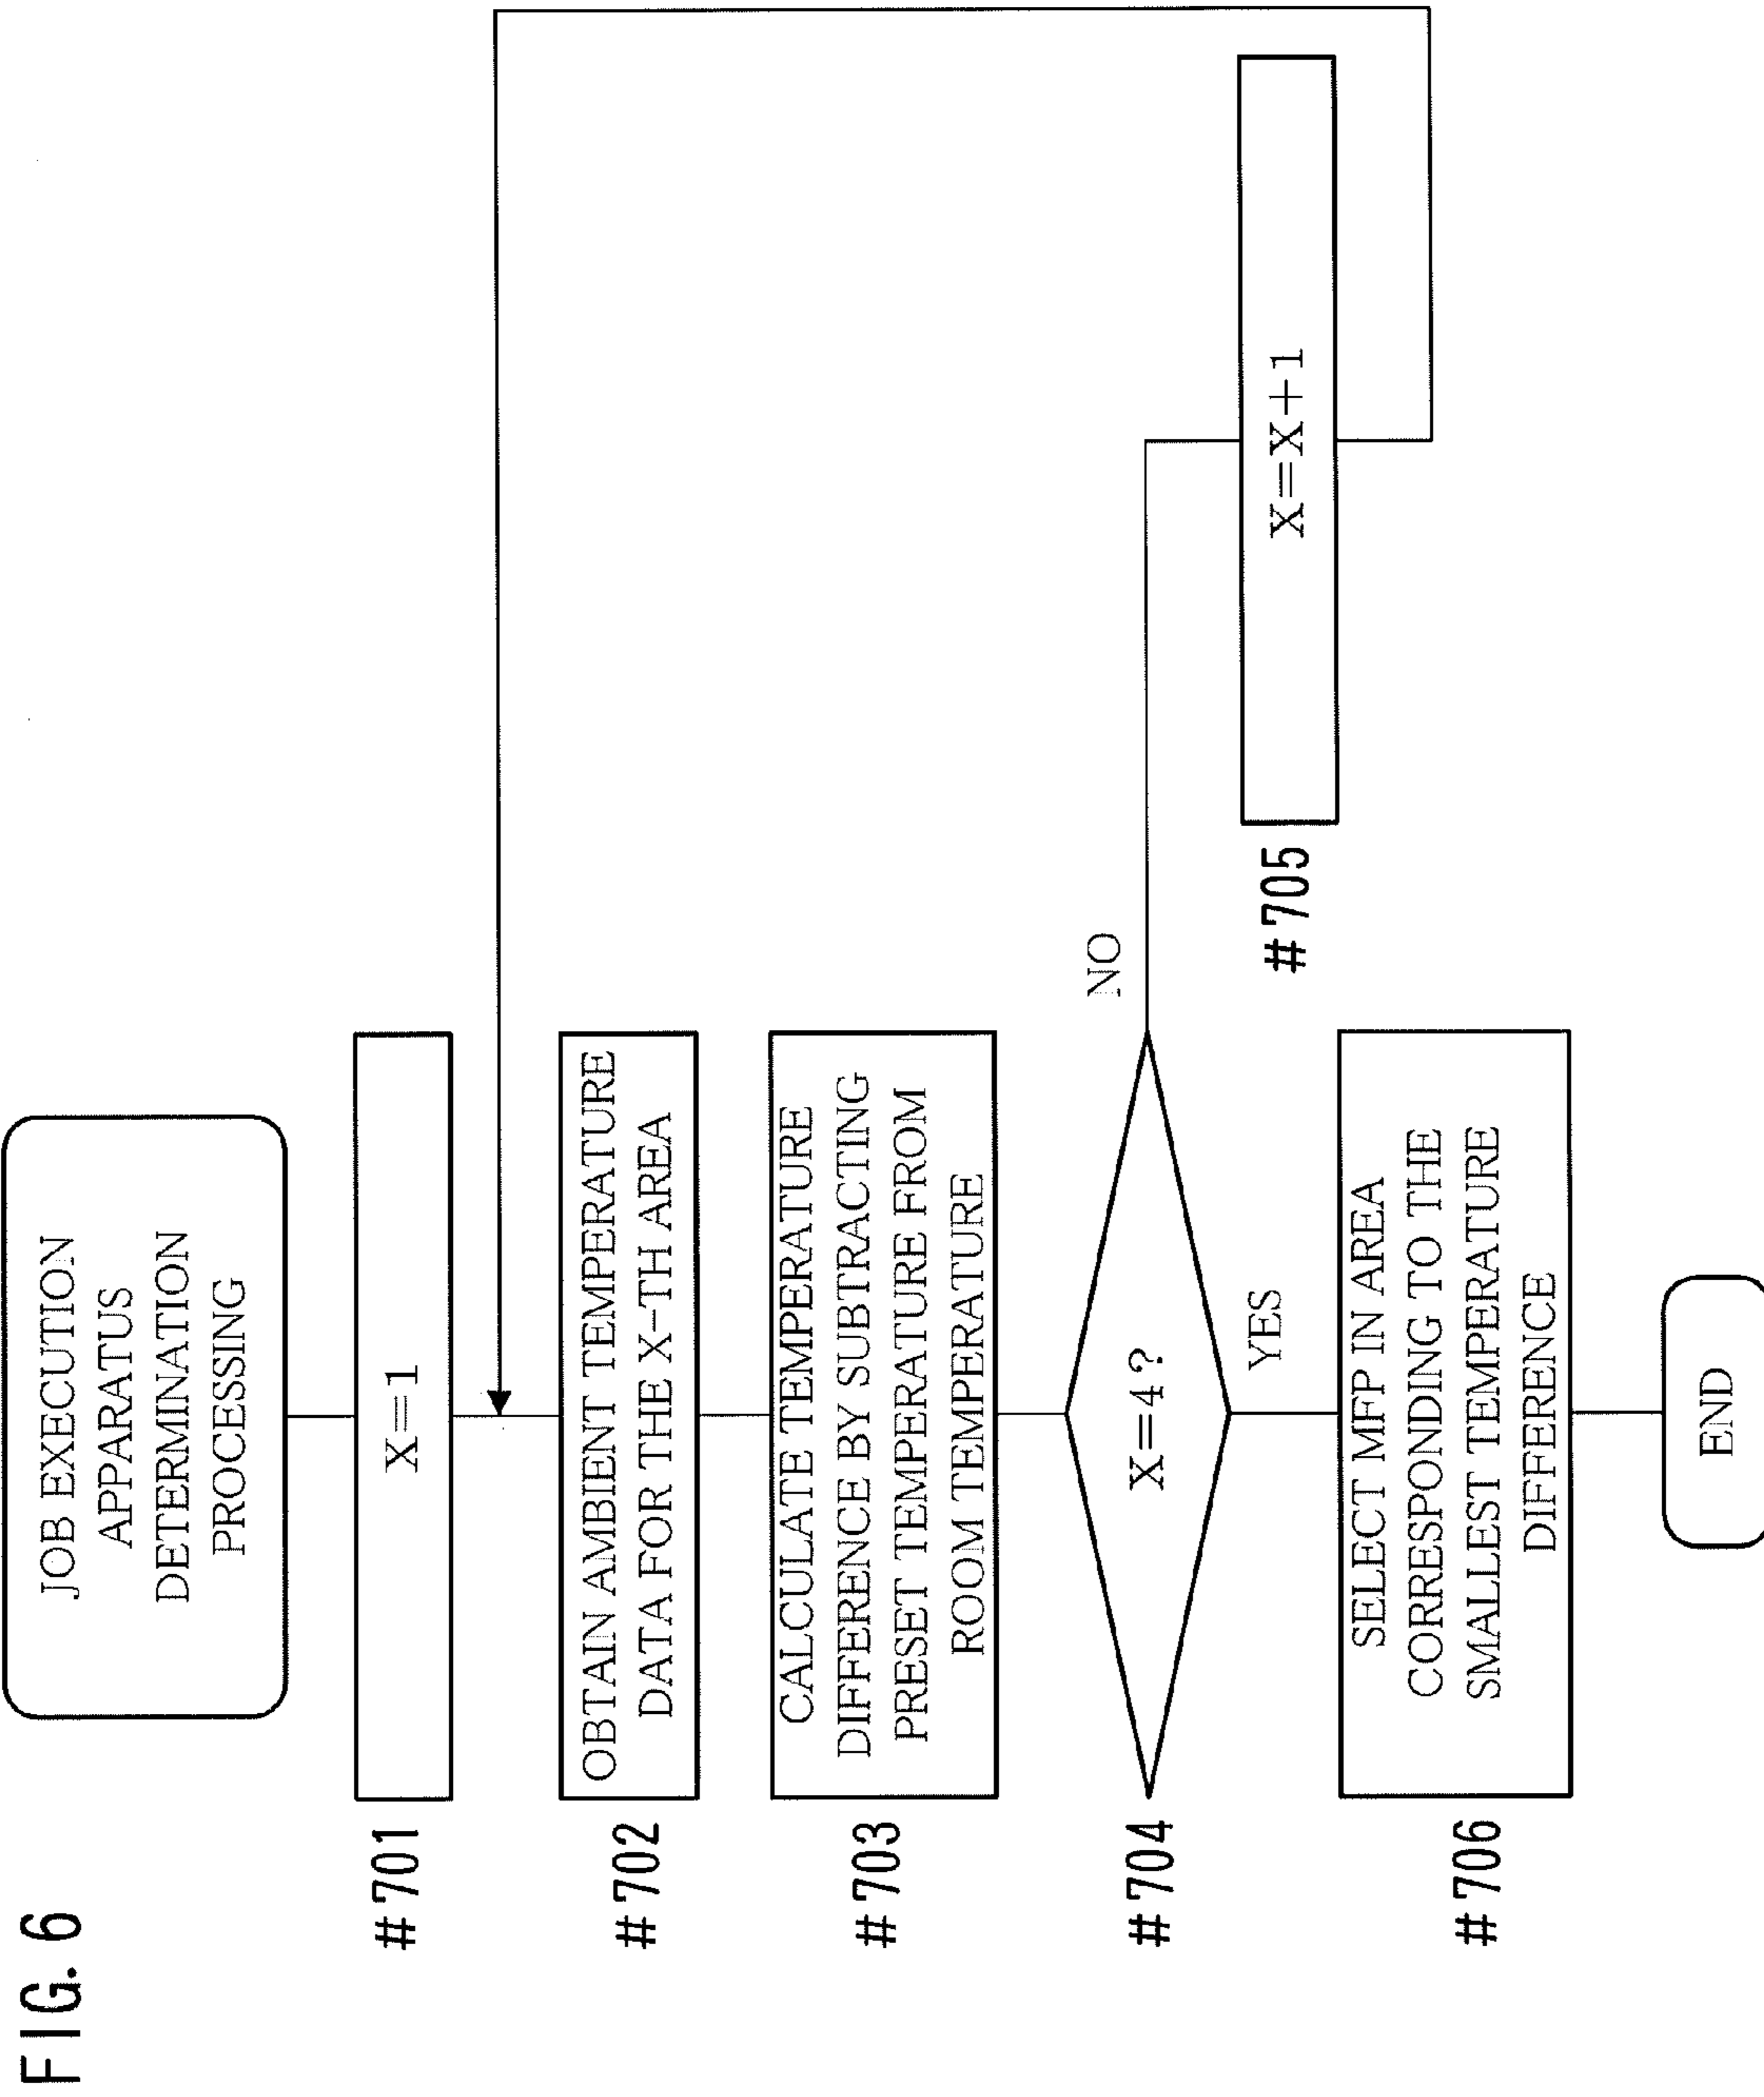 FIG. 6
JOB EXECUTION
APPARATUS
DETERMINATION
PROCESSING
#701
X=1
#702
OBTAIN AMBIENT TEMPERATURE
DATA FOR THE X-TH AREA
#703
CALCULATE TEMPERATURE
DIFFERENCE BY SUBTRACTING
PRESET TEMPERATURE FROM
ROOM TEMPERATURE
#704
X=4?
NO
YES
#705
X=X+1
#706
SELECT MFP IN AREA
CORRESPONDING TO THE
SMALLEST TEMPERATURE
DIFFERENCE
END